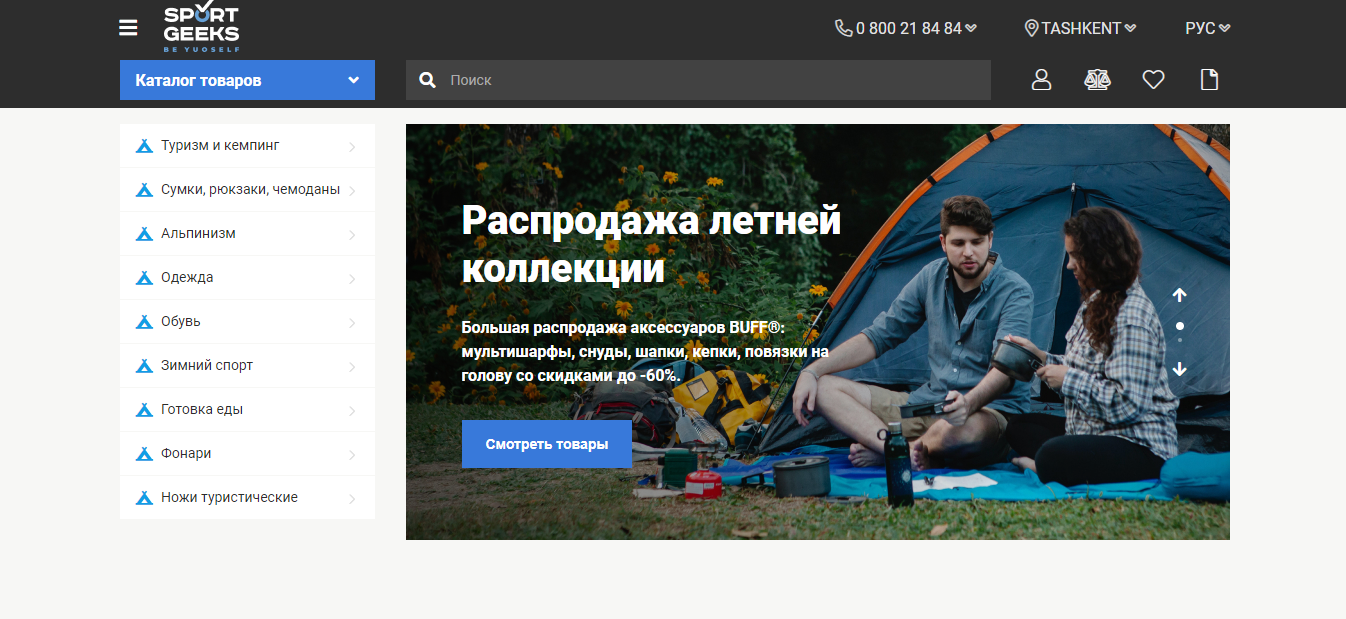 SPORT
GEEKS
BE YUOSELF
0 800 21 84 84
TASHKENT
РУС
Каталог товаров
Поиск
Туризм и кемпинг
Сумки, рюкзаки, чемоданы
Альпинизм
Одежда
Обувь
Зимний спорт
Готовка еды
Фонари
Ножи туристические
Распродажа летней
коллекции
Большая распродажа аксессуаров BUFF®:
мультишарфы, снуды, шапки, кепки, повязки на
голову со скидками до -60%.
Смотреть товары